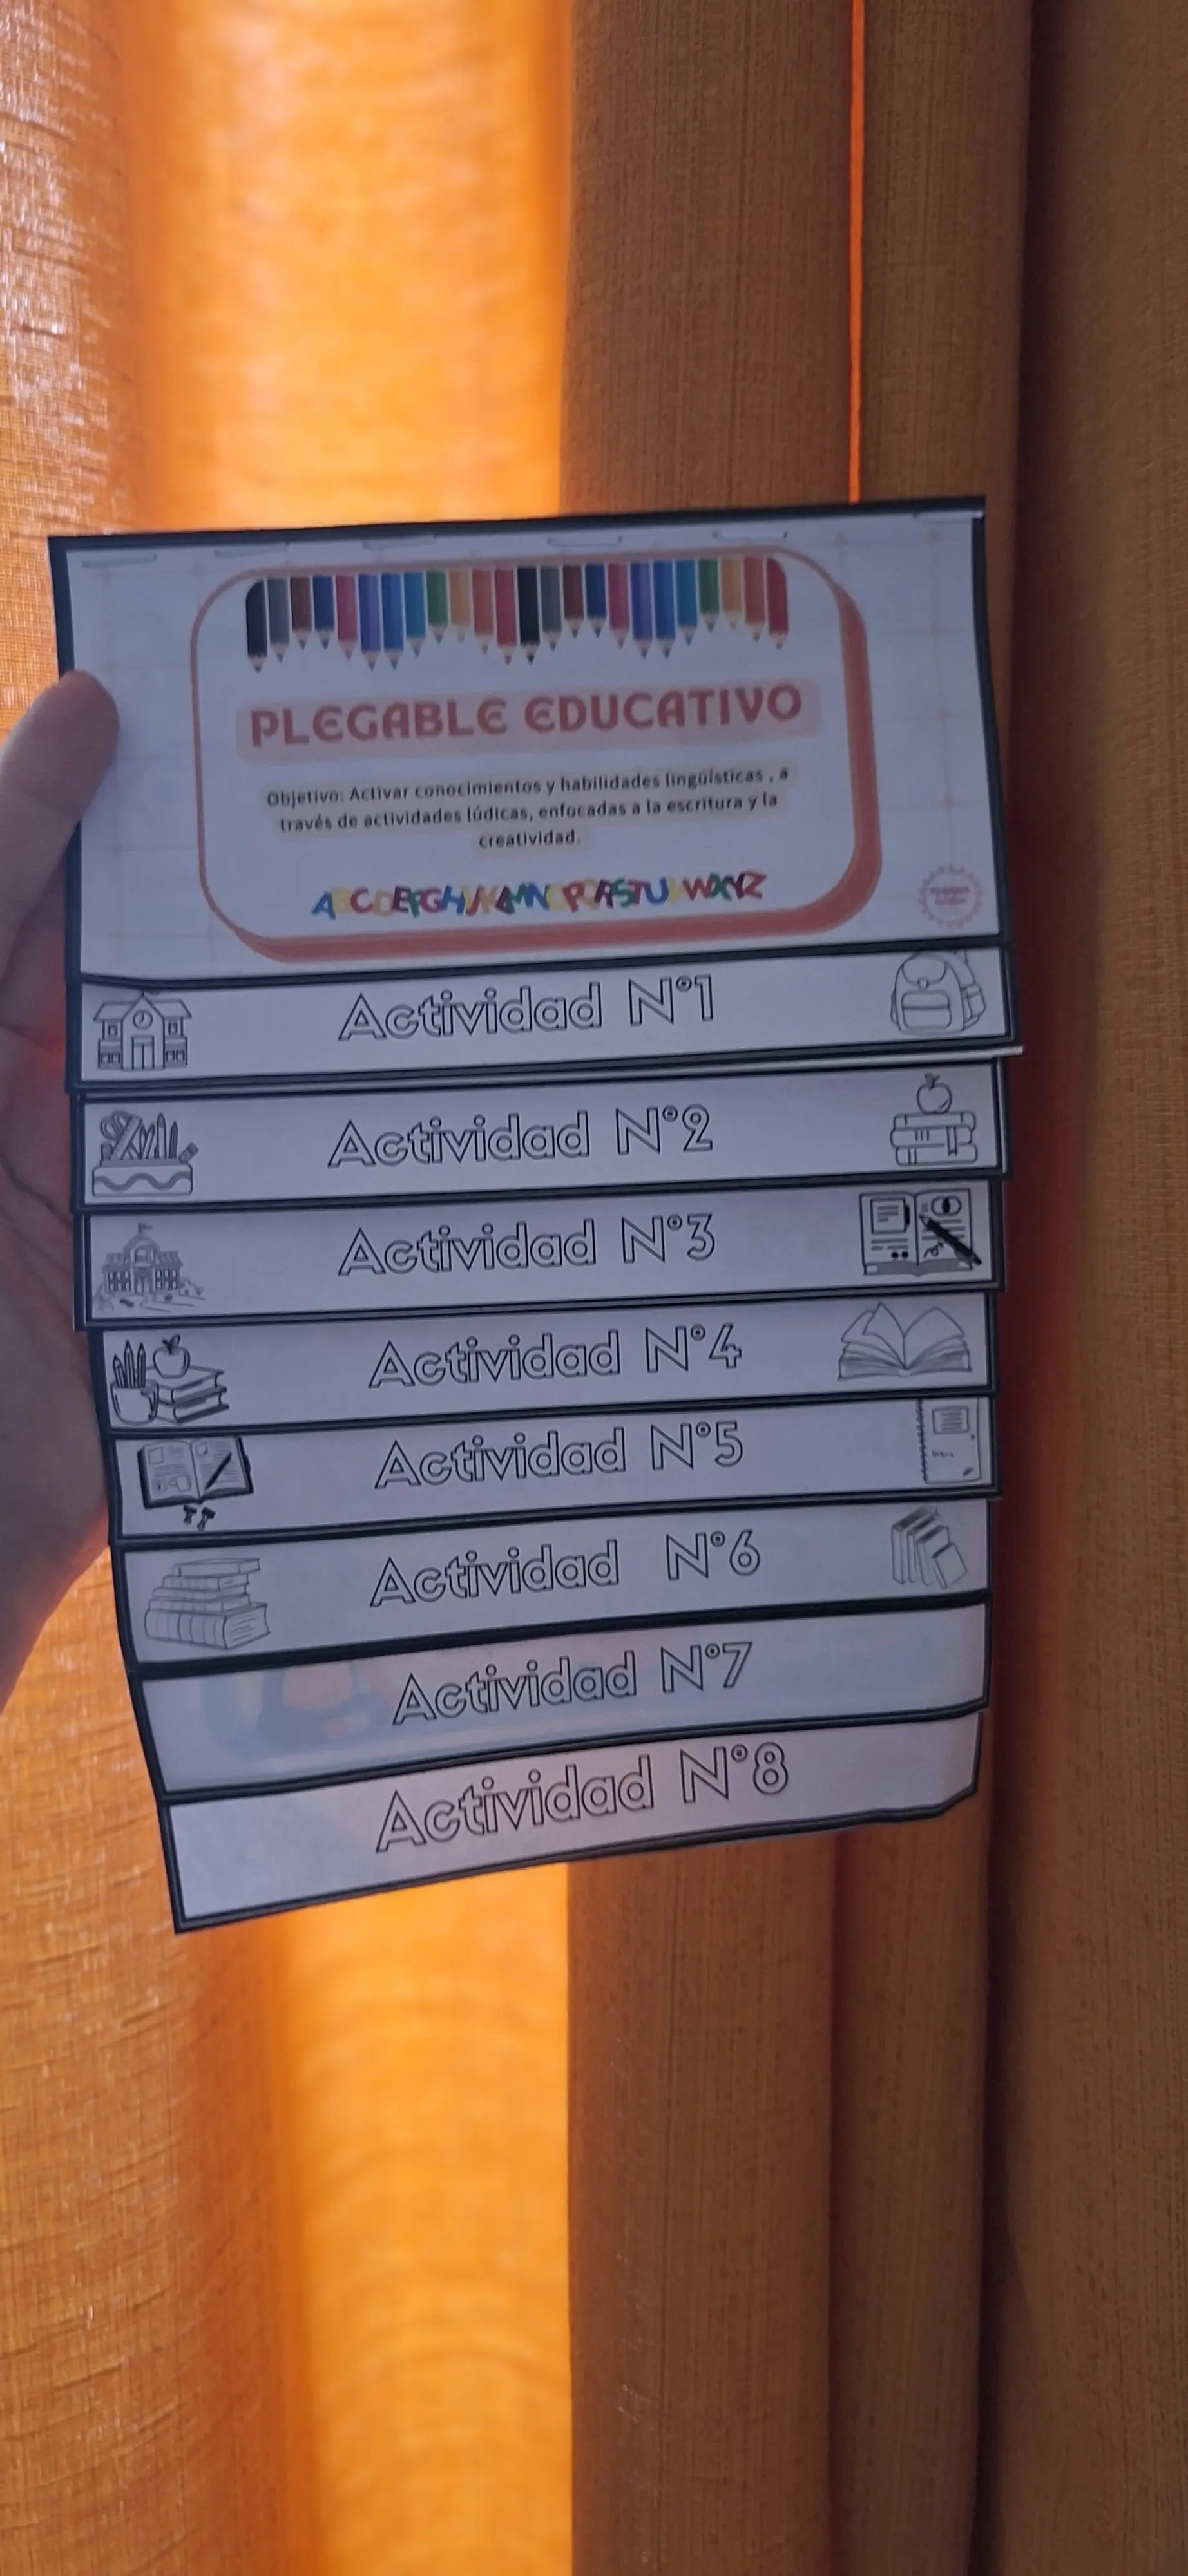 PLEGABLE EDUCATIVO
Objetivo: Activar conocimientos y habilidades lingüísticas , a
través de actividades lúdicas, enfocadas a la escritura y la
creatividad.
Actividad N°1
Actividad N°2
Actividad N°3
Actividad N°4
Actividad N°5
Actividad N°6
Actividad N°7
Actividad N°8